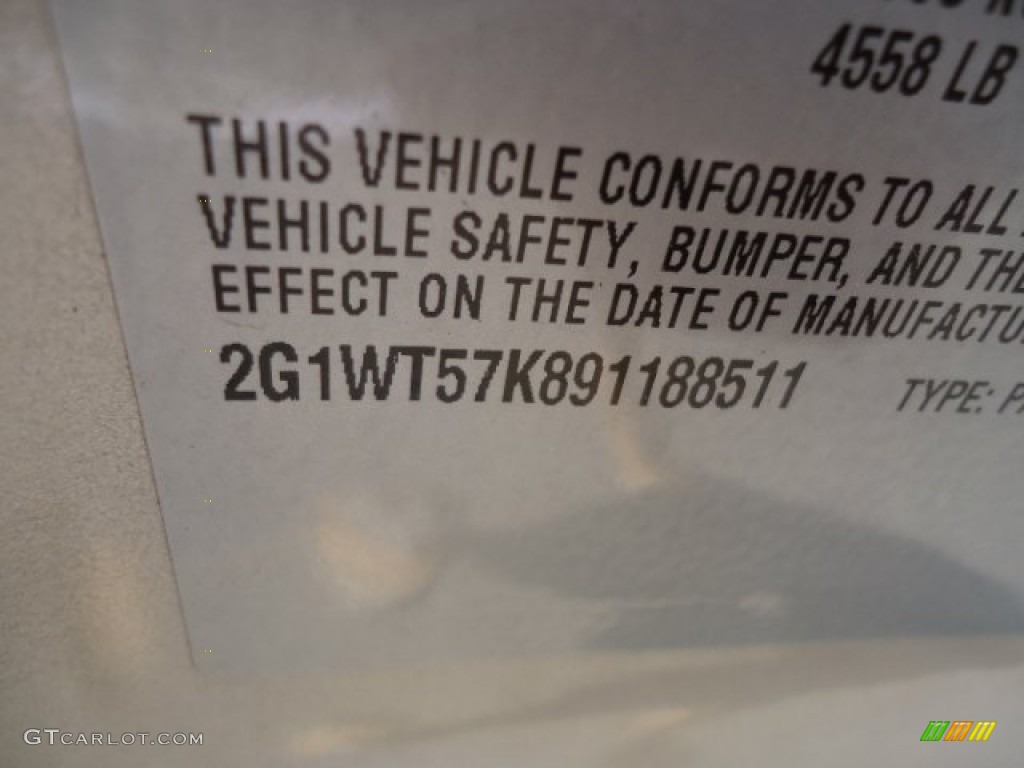 4558 LB
THIS VEHICLE CONFORMS TO ALL
VEHICLE SAFETY, BUMPER, AND THE
EFFECT ON THE DATE OF MANUFACTU
2G1WT57K891188511 TYPE: PA
GTCARLOT.COM